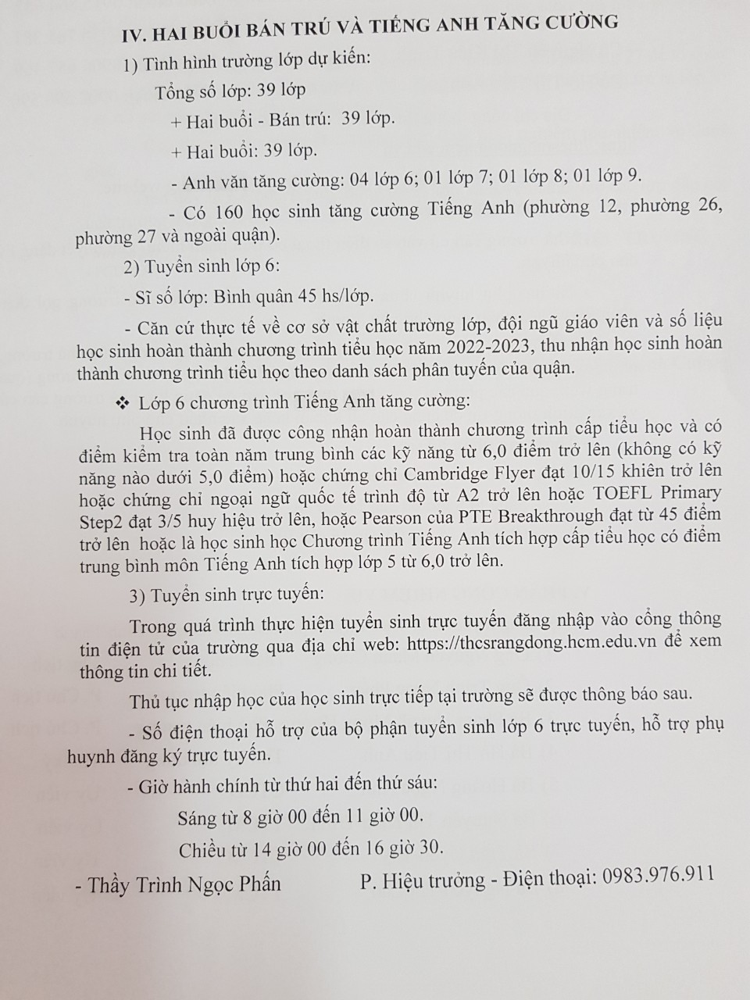 IV. HAI BUỔI BÁN TRÚ VÀ TIẾNG ANH TĂNG CƯỜNG
1) Tình hình trường lớp dự kiến:
Tổng số lớp: 39 lớp
+ Hai buổi - Bán trú: 39 lớp.
+ Hai buổi: 39 lớp.
- Anh văn tăng cường: 04 lớp 6; 01 lớp 7; 01 lớp 8; 01 lớp 9.
- Có 160 học sinh tăng cường Tiếng Anh (phường 12, phường 26,
phường 27 và ngoài quận).
2) Tuyển sinh lớp 6:
- Sĩ số lớp: Bình quân 45 hs/lớp.
- Căn cứ thực tế về cơ sở vật chất trường lớp, đội ngũ giáo viên và số liệu
học sinh hoàn thành chương trình tiểu học năm 2022-2023, thu nhận học sinh hoàn
thành chương trình tiểu học theo danh sách phân tuyến của quận.
❖ Lớp 6 chương trình Tiếng Anh tăng cường:
Học sinh đã được công nhận hoàn thành chương trình cấp tiểu học và có
điểm kiểm tra toàn năm trung bình các kỹ năng từ 6,0 điểm trở lên (không có kỹ
năng nào dưới 5,0 điểm) hoặc chứng chỉ Cambridge Flyer đạt 10/15 khiên trở lên
hoặc chứng chỉ ngoại ngữ quốc tế trình độ từ A2 trở lên hoặc TOEFL Primary
Step2 đạt 3/5 huy hiệu trở lên, hoặc Pearson của PTE Breakthrough đạt từ 45 điểm
trở lên hoặc là học sinh học Chương trình Tiếng Anh tích hợp cấp tiểu học có điểm
trung bình môn Tiếng Anh tích hợp lớp 5 từ 6,0 trở lên.
3) Tuyển sinh trực tuyến:
Trong quá trình thực hiện tuyển sinh trực tuyến đăng nhập vào cổng thông
tin điện tử của trường qua địa chỉ web: https://thcsrangdong.hcm.edu.vn để xem
thông tin chi tiết.
Thủ tục nhập học của học sinh trực tiếp tại trường sẽ được thông báo sau.
- Số điện thoại hỗ trợ của bộ phận tuyển sinh lớp 6 trực tuyến, hỗ trợ phụ
huynh đăng ký trực tuyến.
- Giờ hành chính từ thứ hai đến thứ sáu:
Sáng từ 8 giờ 00 đến 11 giờ 00.
Chiều từ 14 giờ 00 đến 16 giờ 30.
- Thầy Trình Ngọc Phấn P. Hiệu trưởng - Điện thoại: 0983.976.911